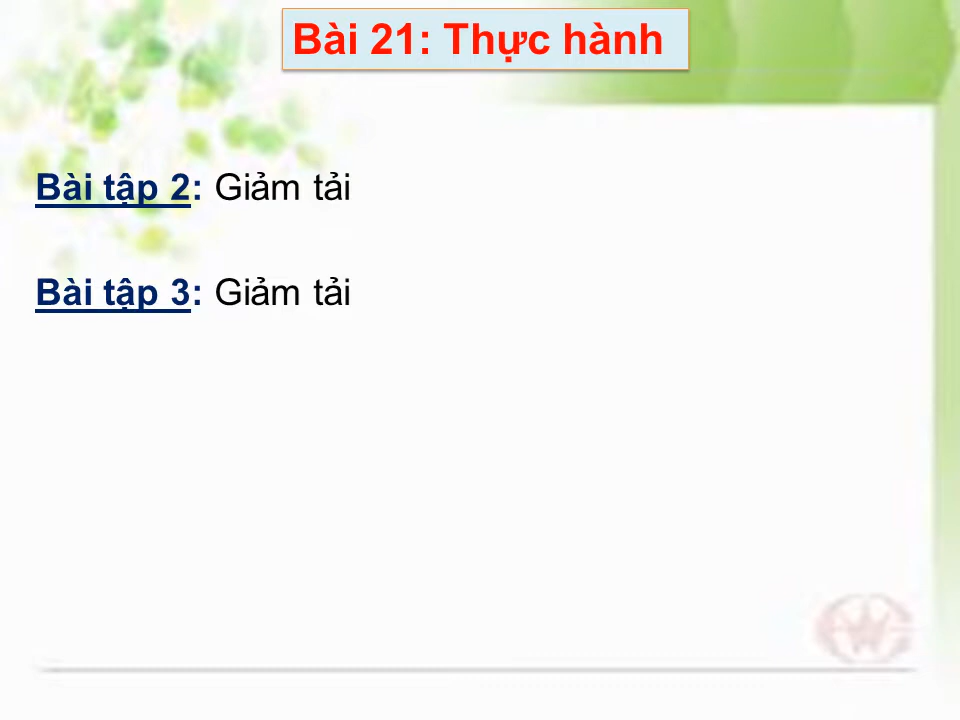 Bài 21: Thực hành
Bài tập 2: Giảm tải
Bài tập 3: Giảm tải